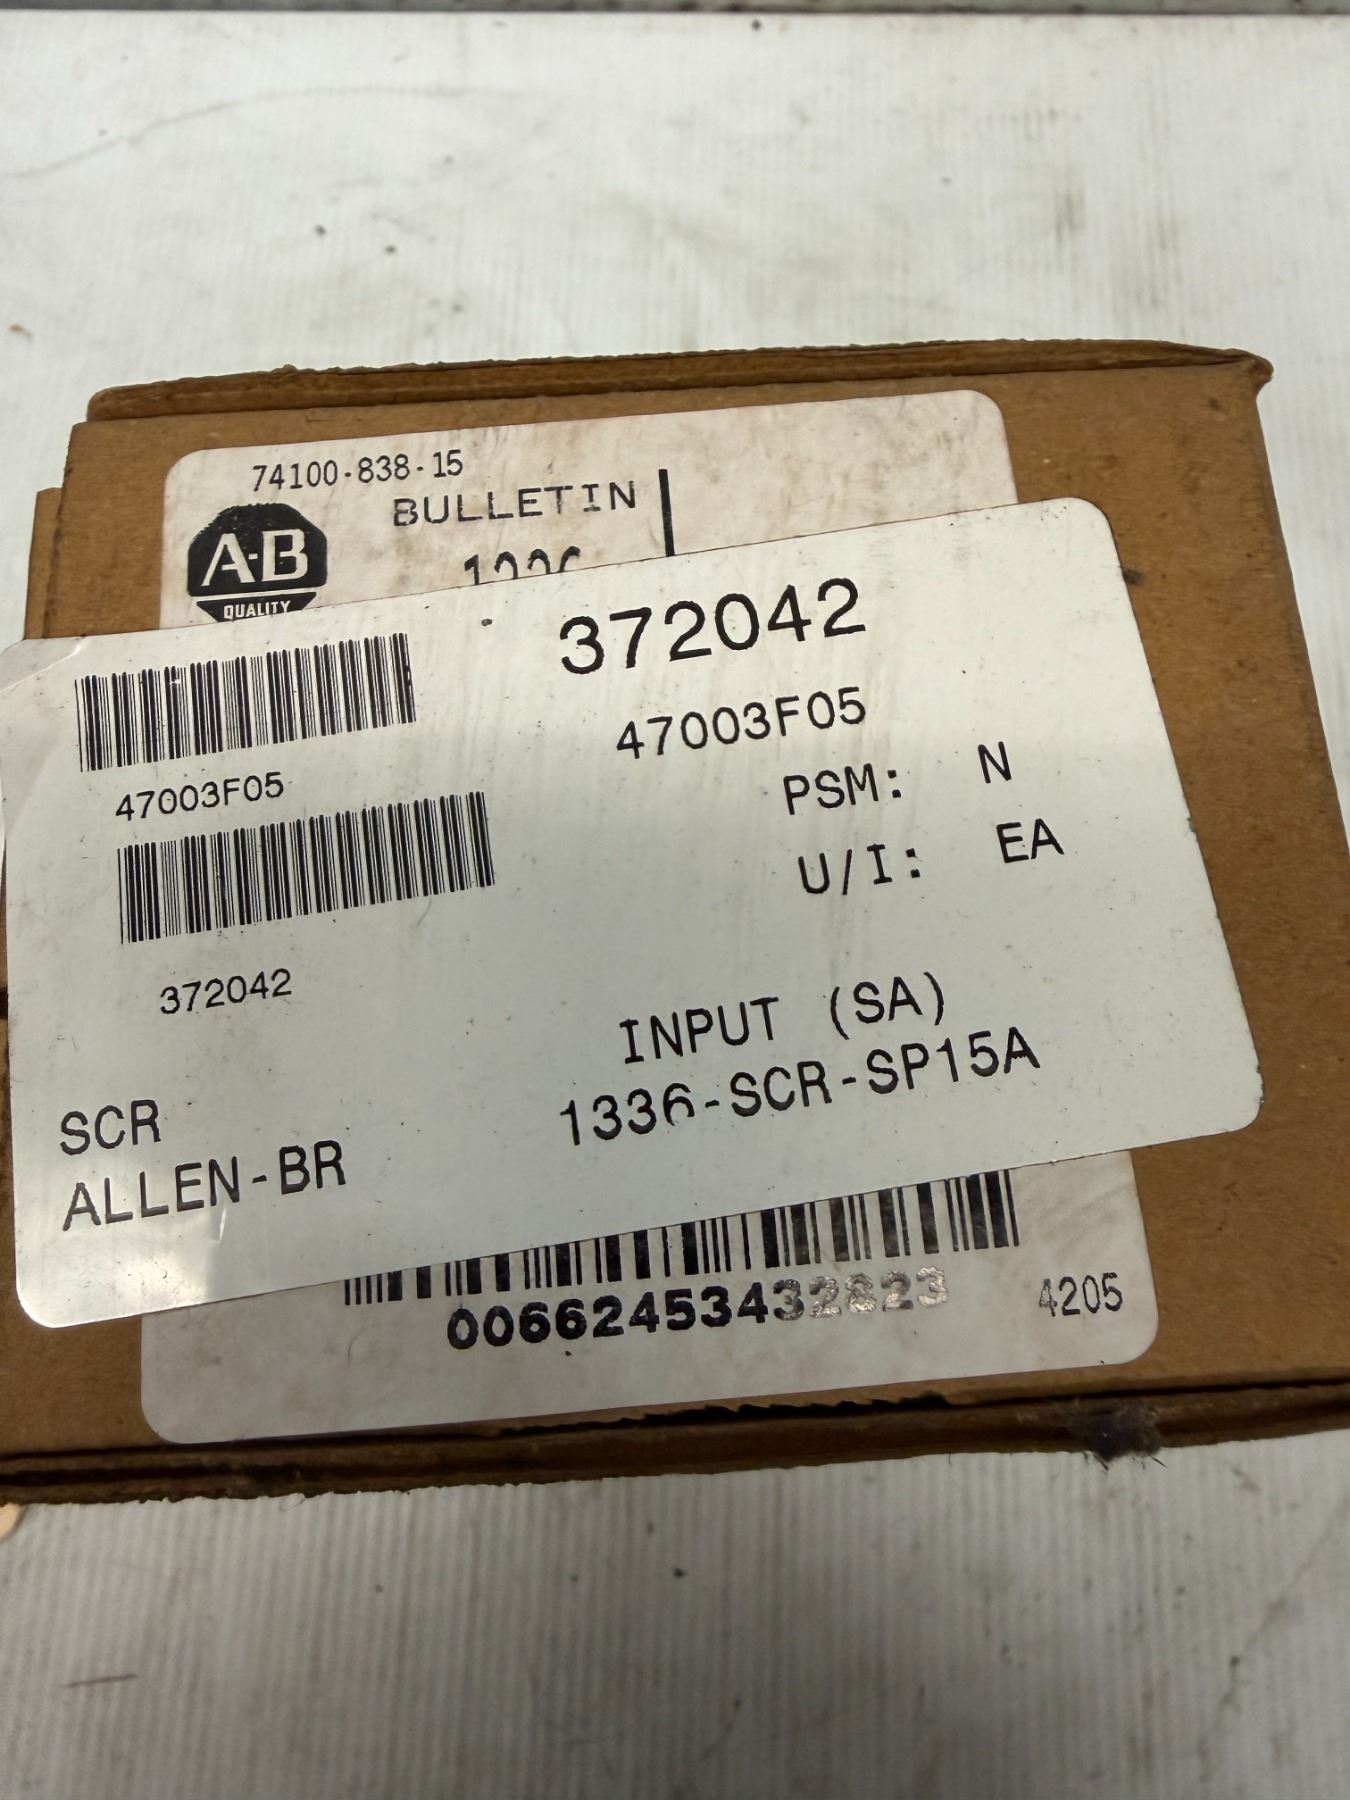 74100-838-15
BULLETIN
A-B
QUALITY
372042
47003F05
47003F05
PSM: N
U/I: EA
372042
INPUT (SA)
1336-SCR-SP15A
SCR
ALLEN-BR
00662453432823
4205